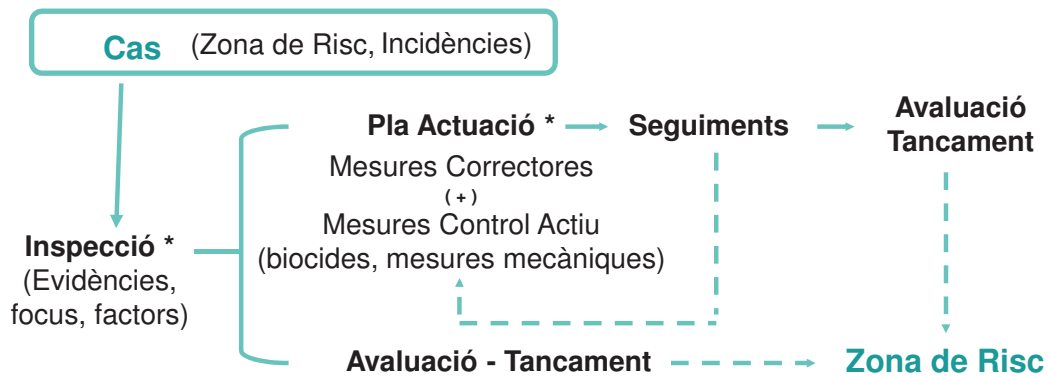 Cas (Zona de Risc, Incidències)
Pla Actuació *
Seguiments
Avaluació
Tancament
Mesures Correctores
(+)
Mesures Control Actiu
(biocides, mesures mecàniques)
Inspecció *
(Evidències,
focus, factors)
Avaluació - Tancament
Zona de Risc